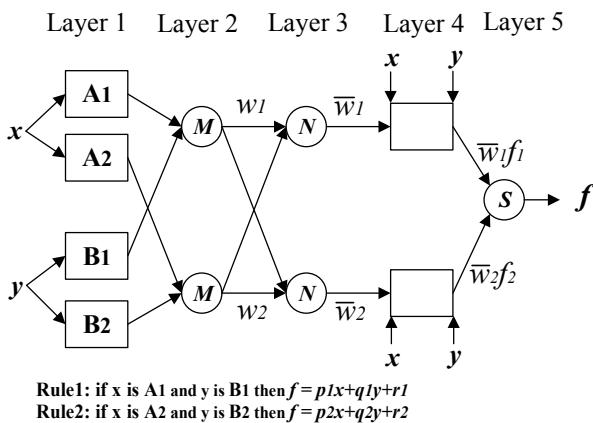 Layer 1 Layer 2 Layer 3 Layer 4 Layer 5
x y
A1 M w1 N w̅1
x
A2 w̅1f1
S f
B1 w̅2f2
y
B2 M w2 N w̅2
x y
Rule1: if x is A1 and y is B1 then f = p1x+q1y+r1
Rule2: if x is A2 and y is B2 then f = p2x+q2y+r2